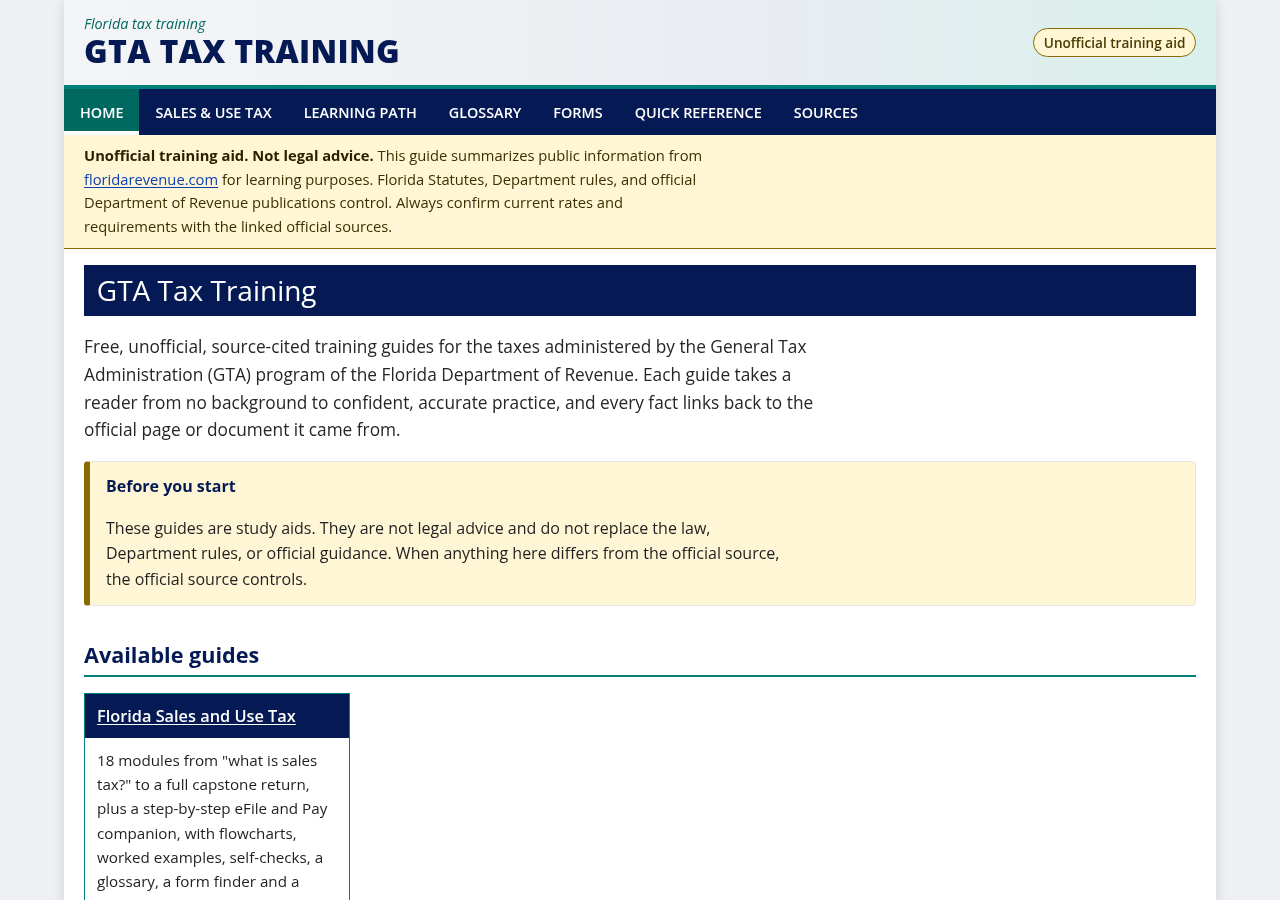 Florida tax training
GTA TAX TRAINING
Unofficial training aid
HOME
SALES & USE TAX
LEARNING PATH
GLOSSARY
FORMS
QUICK REFERENCE
SOURCES
Unofficial training aid. Not legal advice. This guide summarizes public information from
floridarevenue.com for learning purposes. Florida Statutes, Department rules, and official
Department of Revenue publications control. Always confirm current rates and
requirements with the linked official sources.
GTA Tax Training
Free, unofficial, source-cited training guides for the taxes administered by the General Tax
Administration (GTA) program of the Florida Department of Revenue. Each guide takes a
reader from no background to confident, accurate practice, and every fact links back to the
official page or document it came from.
Before you start
These guides are study aids. They are not legal advice and do not replace the law,
Department rules, or official guidance. When anything here differs from the official source,
the official source controls.
Available guides
Florida Sales and Use Tax
18 modules from "what is sales
tax?" to a full capstone return,
plus a step-by-step eFile and Pay
companion, with flowcharts,
worked examples, self-checks, a
glossary, a form finder and a